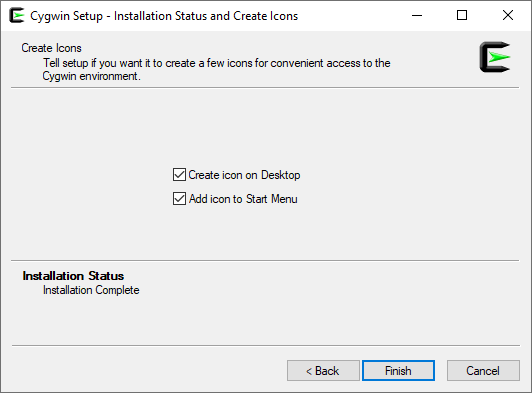 Cygwin Setup - Installation Status and Create Icons
Create Icons
Tell setup if you want it to create a few icons for convenient access to the
Cygwin environment.
Create icon on Desktop
Add icon to Start Menu
Installation Status
Installation Complete
< Back
Finish
Cancel